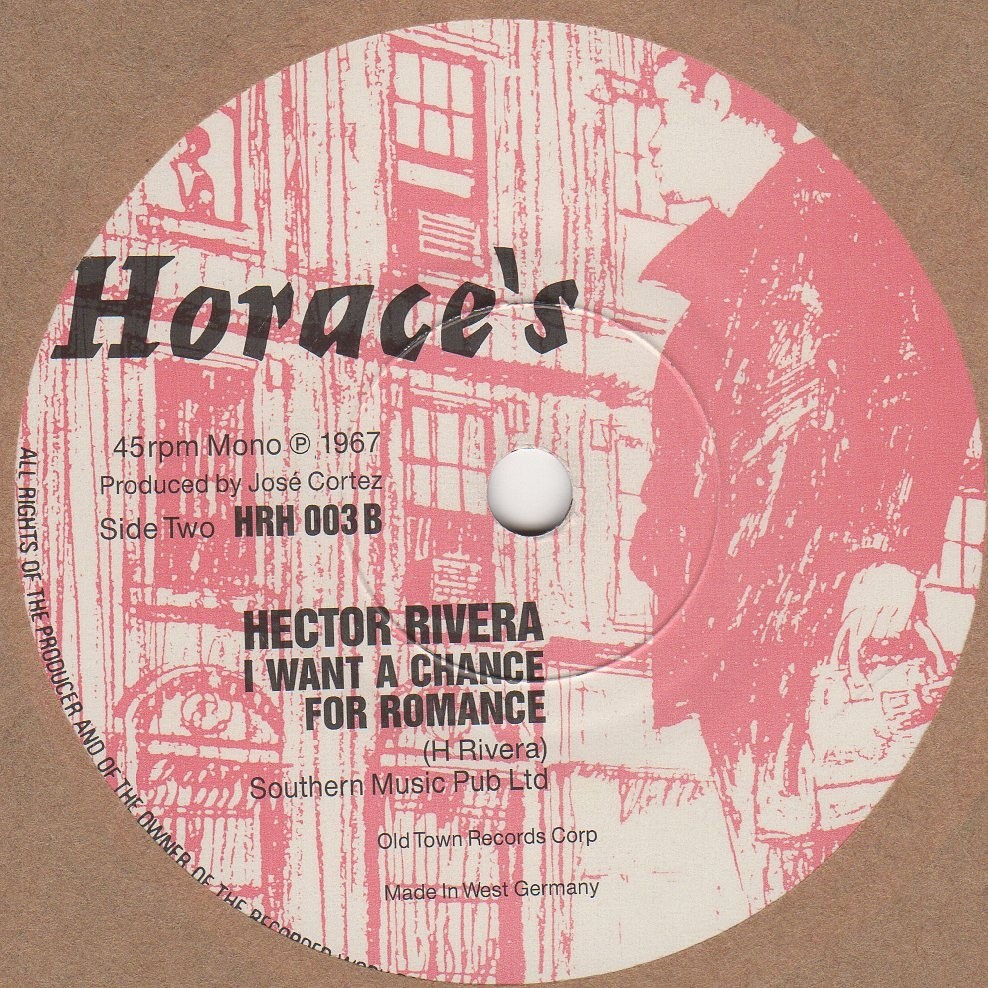 Horace's
45rpm Mono ℗ 1967
Produced by José Cortez
Side Two HRH 003 B
HECTOR RIVERA
I WANT A CHANCE
FOR ROMANCE
(H Rivera)
Southern Music Pub Ltd
Old Town Records Corp
Made In West Germany
ALL RIGHTS OF THE PRODUCER AND OF THE OWNER OF THE RECORDED